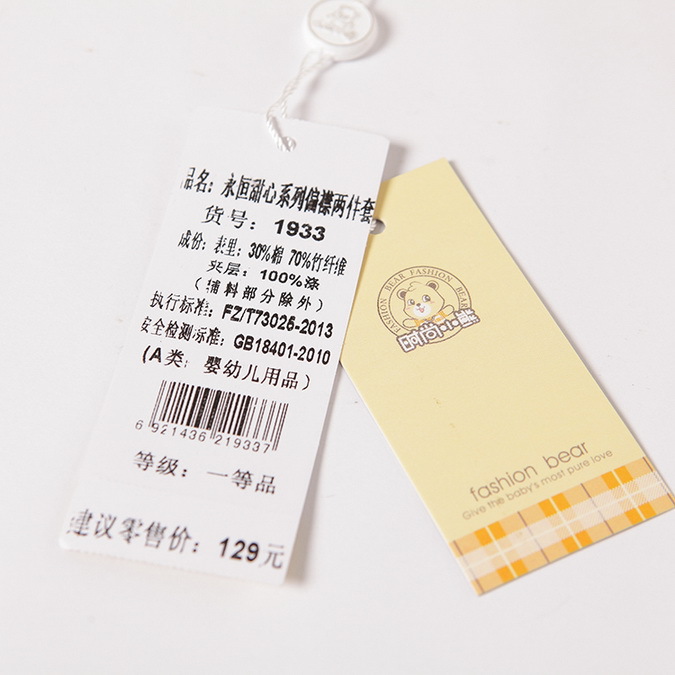 品名：永恒甜心系列偏襟两件套
货号：1933
成份：表里：30%棉 70%竹纤维
夹层：100%涤
（辅料部分除外）
执行标准：FZ/T73025-2013
安全检测标准：GB18401-2010
(A类：婴幼儿用品）
6 921436 219337
等级：一等品
建议零售价：129元
FASHION BEAR FASHION BEAR
时尚小熊
fashion bear
Give the baby's most pure love